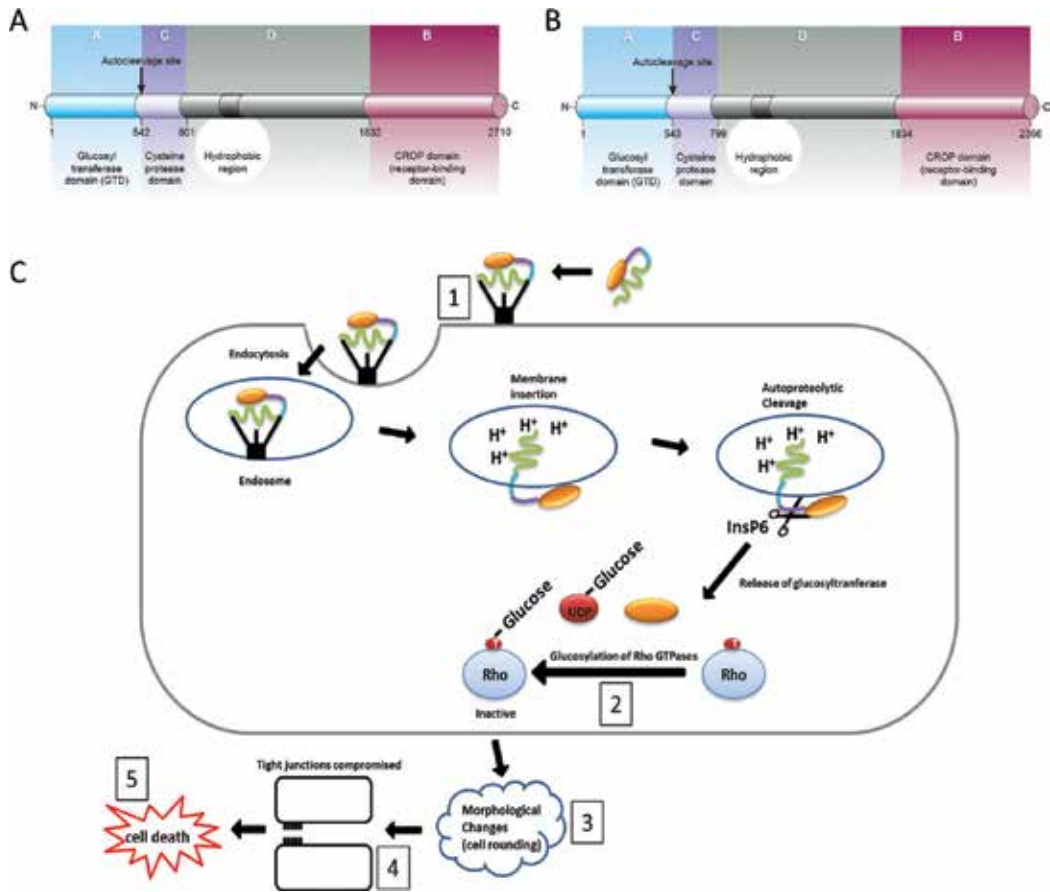 A
A C D B
Autocleavage site
N C
1 542 801 1832 2710
Glucosyl
transferase
domain (GTD)
Cysteine
protease
domain
Hydrophobic
region
CROP domain
(receptor-binding
domain)
B
A C D B
Autocleavage site
N C
1 543 799 1834 2366
Glucosyl
transferase
domain (GTD)
Cysteine
protease
domain
Hydrophobic
region
CROP domain
(receptor-binding
domain)
C
1
Endocytosis
Endosome
Membrane
Insertion
H+ H+ H+
H+
Autoproteolytic
Cleavage
H+ H+ H+
H+
InsP6
Release of glucosyltranferase
Glucose
UDP
Glucose
T
Rho
Inactive
Glucosylation of Rho GTPases
2
T
Rho
Morphological
Changes
(cell rounding)
3
Tight junctions compromised
4
5
cell death